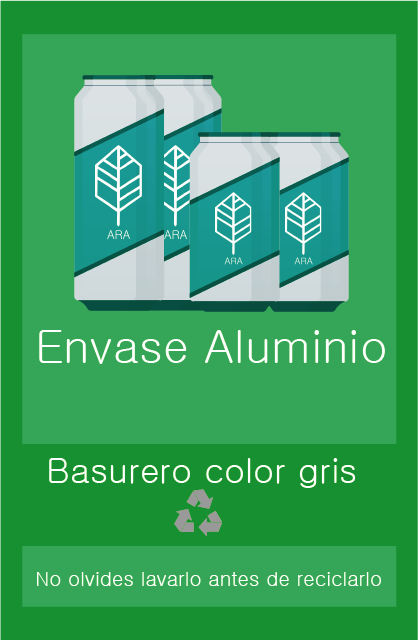 ARA
ARA
ARA
ARA
Envase Aluminio
Basurero color gris
No olvides lavarlo antes de reciclarlo